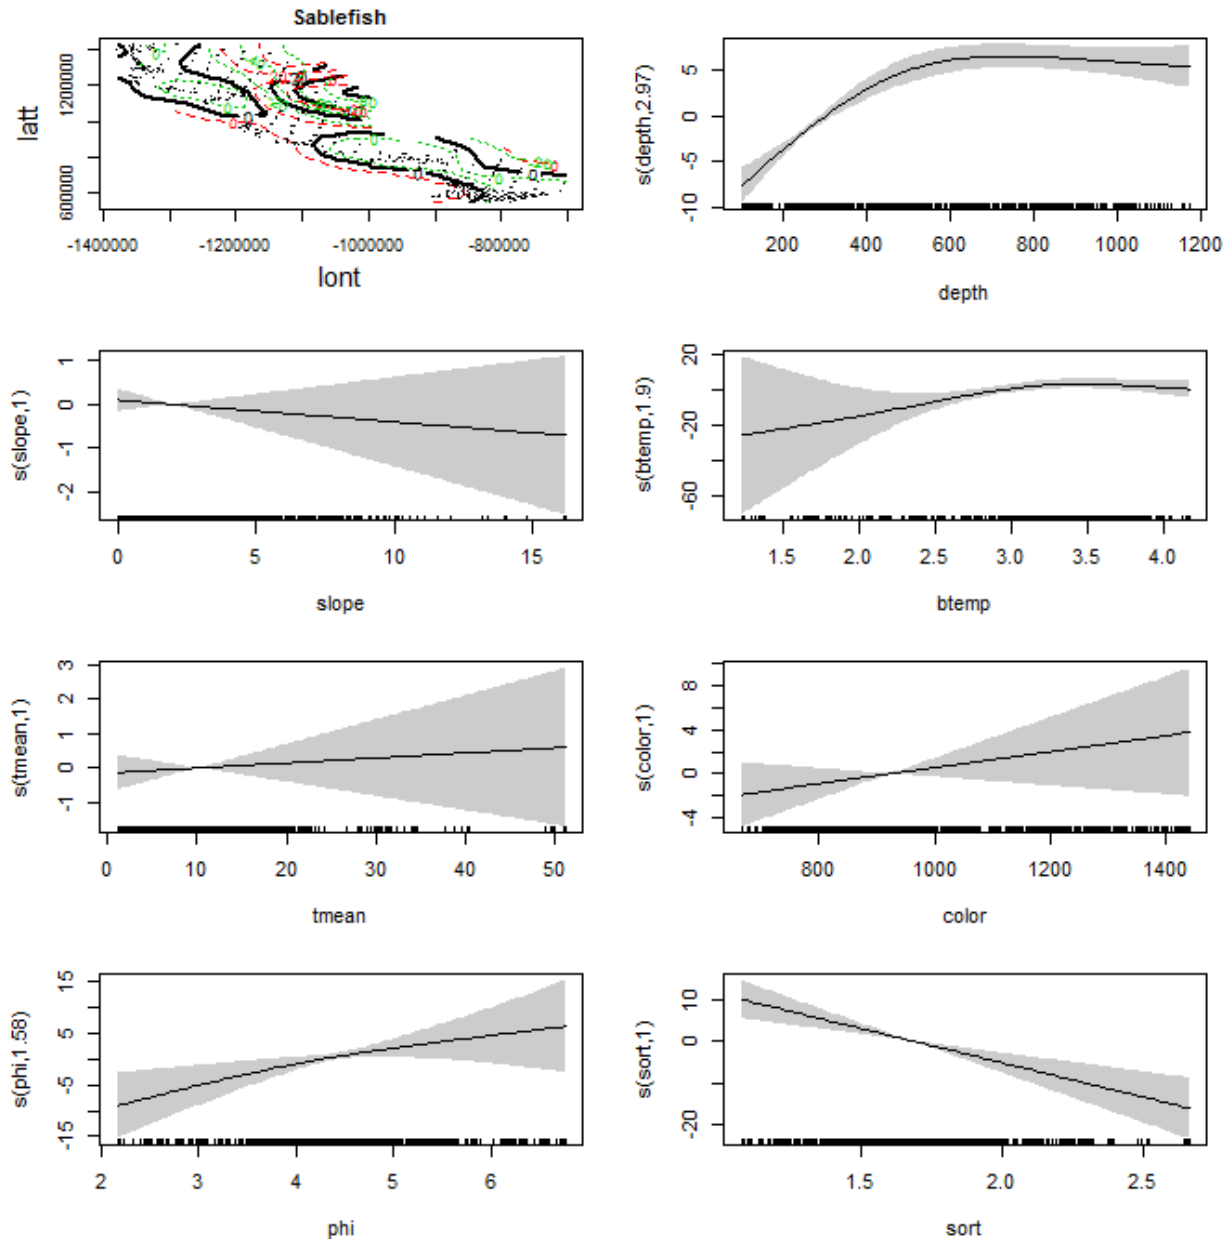 Sablefish
latt
600000 1200000
-1400000 -1200000 -1000000 -800000
lont
s(depth,2.97)
-10 -5 0 5
200 400 600 800 1000 1200
depth
s(slope,1)
-2 -1 0 1
0 5 10 15
slope
s(btemp,1.9)
-60 -20 20
1.5 2.0 2.5 3.0 3.5 4.0
btemp
s(tmean,1)
-1 0 1 2 3
0 10 20 30 40 50
tmean
s(color,1)
-4 0 4 8
800 1000 1200 1400
color
s(phi,1.58)
-15 -5 5 15
2 3 4 5 6
phi
s(sort,1)
-20 0 10
1.5 2.0 2.5
sort